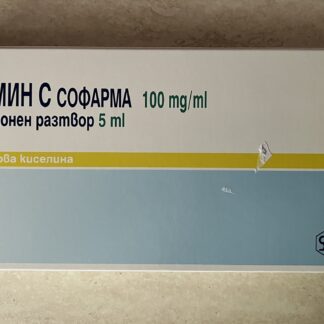 МИН С СОФАРМА 100 mg/ml
онен разтвор 5 ml
ова киселина
S